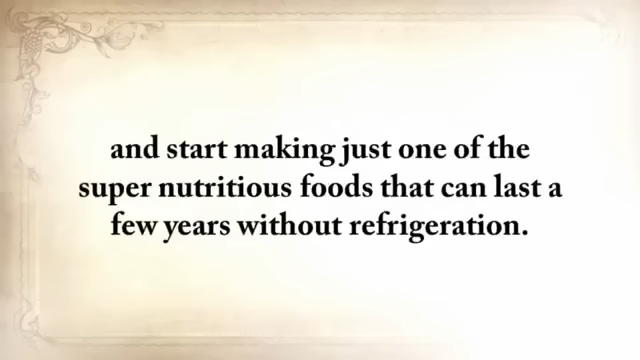 and start making just one of the
super nutritious foods that can last a
few years without refrigeration.